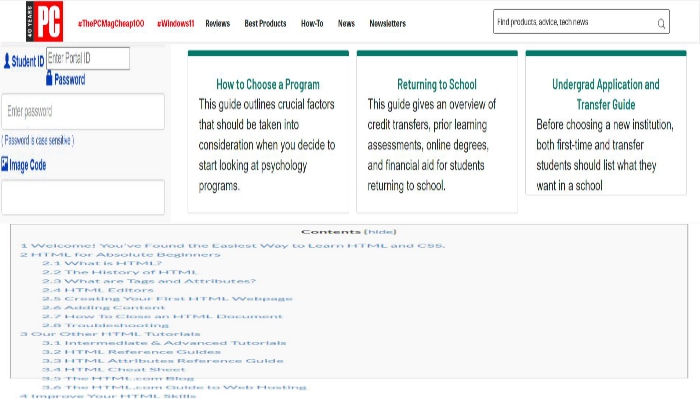 40 YEARS
PC
#ThePCMagCheap100 #Windows11 Reviews Best Products How-To News Newsletters
Find products, advice, tech news
Student ID
Enter Portal ID
Password
Enter password
( Password is case sensitive )
Image Code
How to Choose a Program
This guide outlines crucial factors
that should be taken into
consideration when you decide to
start looking at psychology
programs.
Returning to School
This guide gives an overview of
credit transfers, prior learning
assessments, online degrees,
and financial aid for students
returning to school.
Undergrad Application and
Transfer Guide
Before choosing a new institution,
both first-time and transfer
students should list what they
want in a school
Contents (hide)
1 Welcome! You've Found the Easiest Way to Learn HTML and CSS.
2 HTML for Absolute Beginners
2.1 What is HTML?
2.2 The History of HTML
2.3 What are Tags and Attributes?
2.4 HTML Editors
2.5 Creating Your First HTML Webpage
2.6 Adding Content
2.7 How To Close an HTML Document
2.8 Troubleshooting
3 Our Other HTML Tutorials
3.1 Intermediate & Advanced Tutorials
3.2 HTML Reference Guides
3.3 HTML Attributes Reference Guide
3.4 HTML Cheat Sheet
3.5 The HTML.com Blog
3.6 The HTML.com Guide to Web Hosting
4 Improve Your HTML Skills